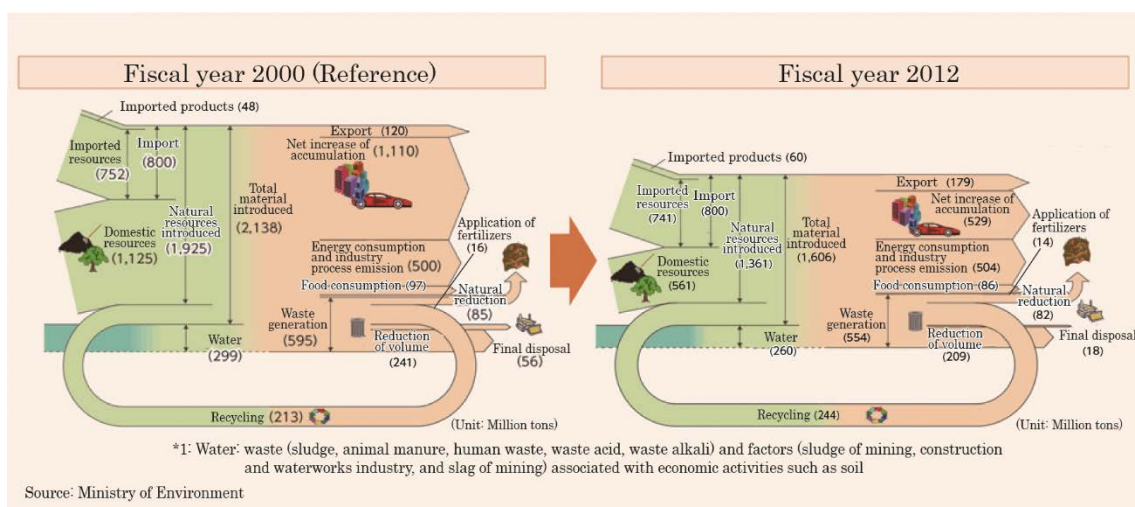 Fiscal year 2000 (Reference)
Imported products (48)
Imported
resources
(752)
Import
(800)
Domestic
resources
(1,125)
Natural
resources
introduced
(1,925)
Total
material
introduced
(2,138)
Export (120)
Net increase of
accumulation (1,110)
Energy consumption
and industry
process emission (500)
Food consumption (97)
Application of
fertilizers
(16)
Natural
reduction
(85)
Waste
generation
(595)
Water
(299)
Reduction
of volume
(241)
Final disposal
(56)
Recycling (213)
(Unit: Million tons)
Fiscal year 2012
Imported products (60)
Imported
resources
(741)
Import
(800)
Domestic
resources
(561)
Natural
resources
introduced
(1,361)
Total
material
introduced
(1,606)
Export (179)
Net increase of
accumulation
(529)
Energy consumption
and industry
process emission (504)
Food consumption (86)
Application of
fertilizers
(14)
Natural
reduction
(82)
Waste
generation
(554)
Water
(260)
Reduction
of volume
(209)
Final disposal
(18)
Recycling (244)
(Unit: Million tons)
*1: Water: waste (sludge, animal manure, human waste, waste acid, waste alkali) and factors (sludge of mining, construction
and waterworks industry, and slag of mining) associated with economic activities such as soil
Source: Ministry of Environment